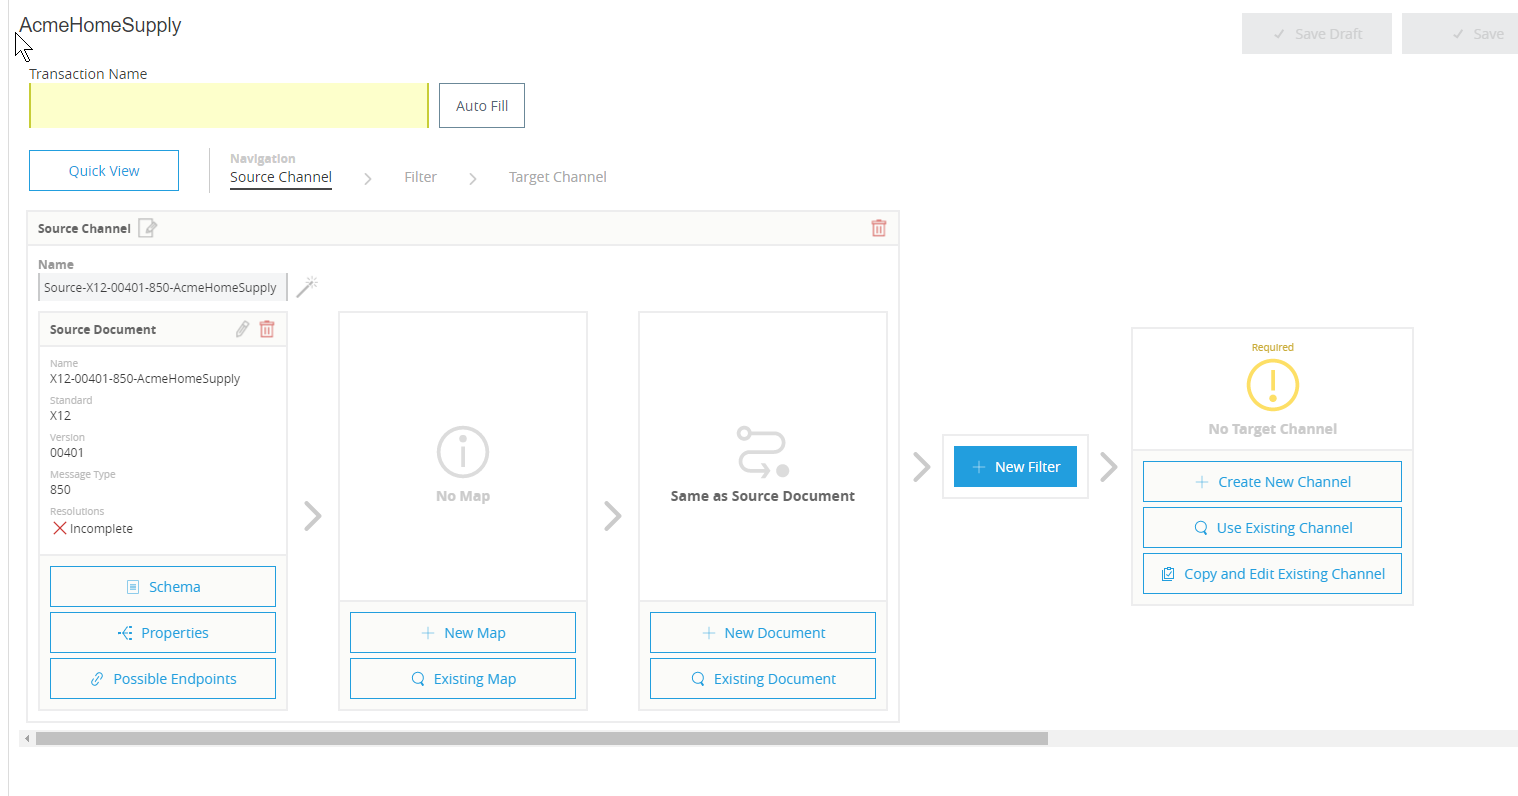 AcmeHomeSupply
Save Draft
Save
Transaction Name
Auto Fill
Quick View
Navigation
Source Channel
Filter
Target Channel
Source Channel
Name
Source-X12-00401-850-AcmeHomeSupply
Source Document
Name
X12-00401-850-AcmeHomeSupply
Standard
X12
Version
00401
Message Type
850
Resolutions
Incomplete
Schema
Properties
Possible Endpoints
No Map
New Map
Existing Map
Same as Source Document
New Document
Existing Document
New Filter
Required
No Target Channel
Create New Channel
Use Existing Channel
Copy and Edit Existing Channel